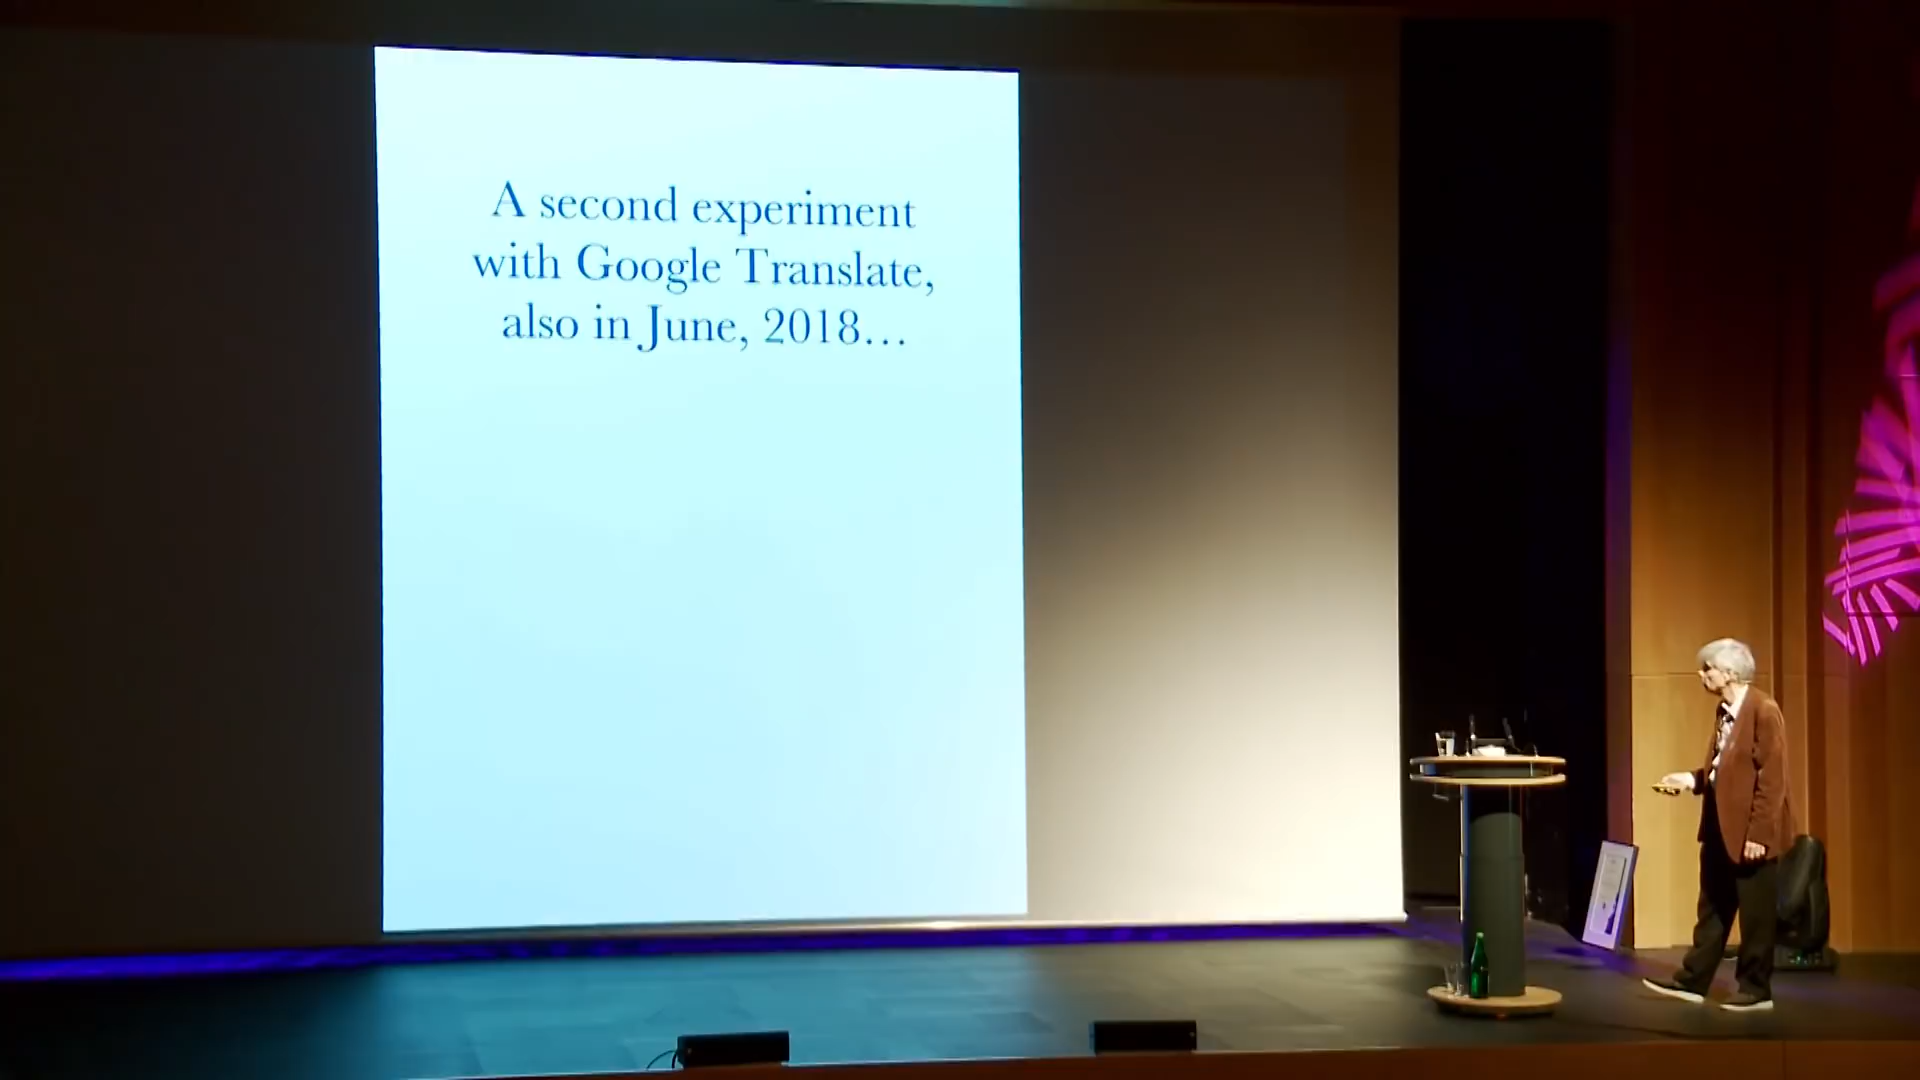 A second experiment
with Google Translate,
also in June, 2018…